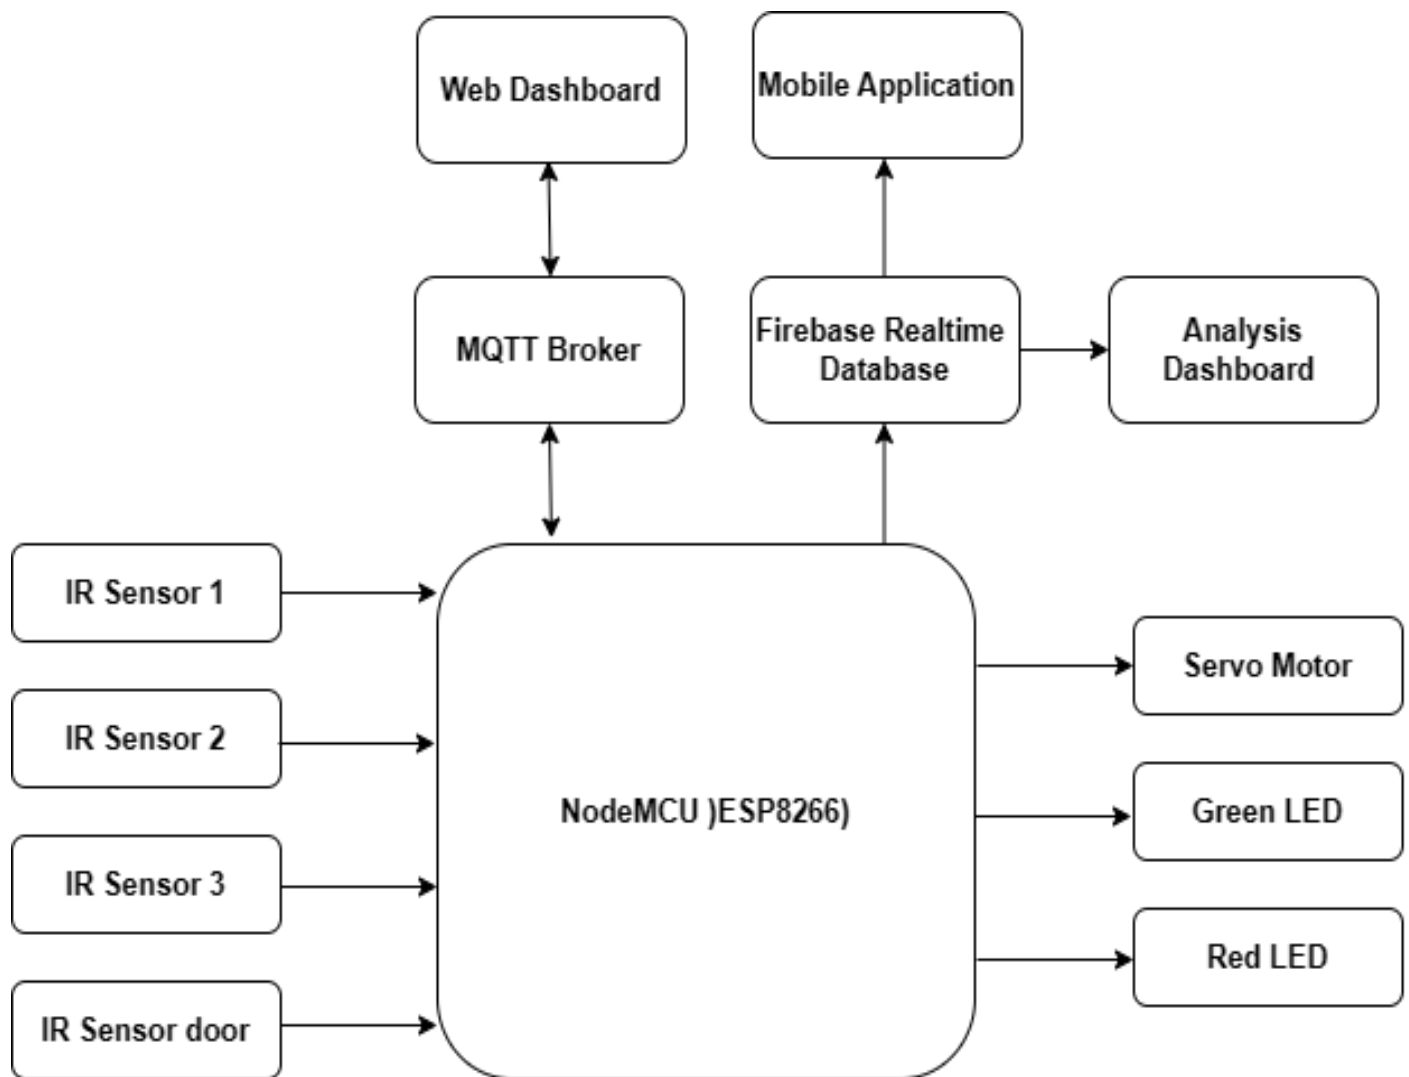 Web Dashboard
Mobile Application
MQTT Broker
Firebase Realtime
Database
Analysis
Dashboard
IR Sensor 1
IR Sensor 2
IR Sensor 3
IR Sensor door
NodeMCU )ESP8266)
Servo Motor
Green LED
Red LED